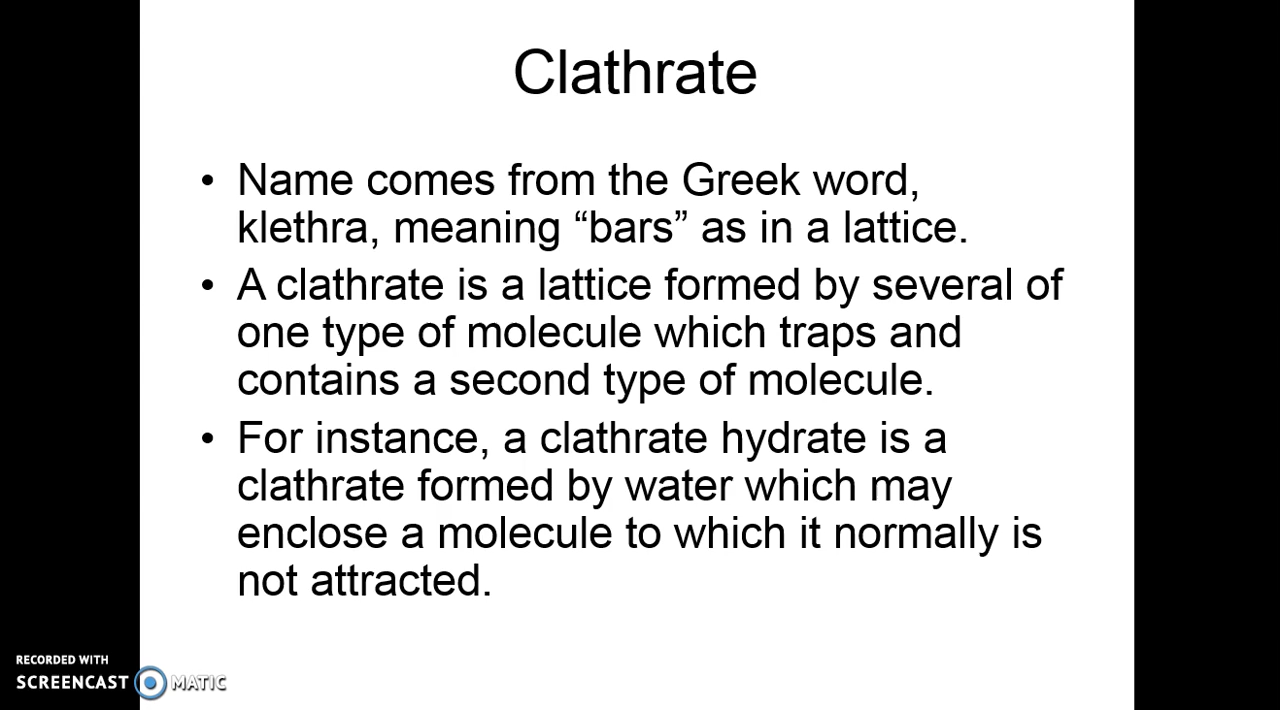 Clathrate
• Name comes from the Greek word,
klethra, meaning “bars” as in a lattice.
• A clathrate is a lattice formed by several of
one type of molecule which traps and
contains a second type of molecule.
• For instance, a clathrate hydrate is a
clathrate formed by water which may
enclose a molecule to which it normally is
not attracted.
RECORDED WITH
SCREENCAST MATIC